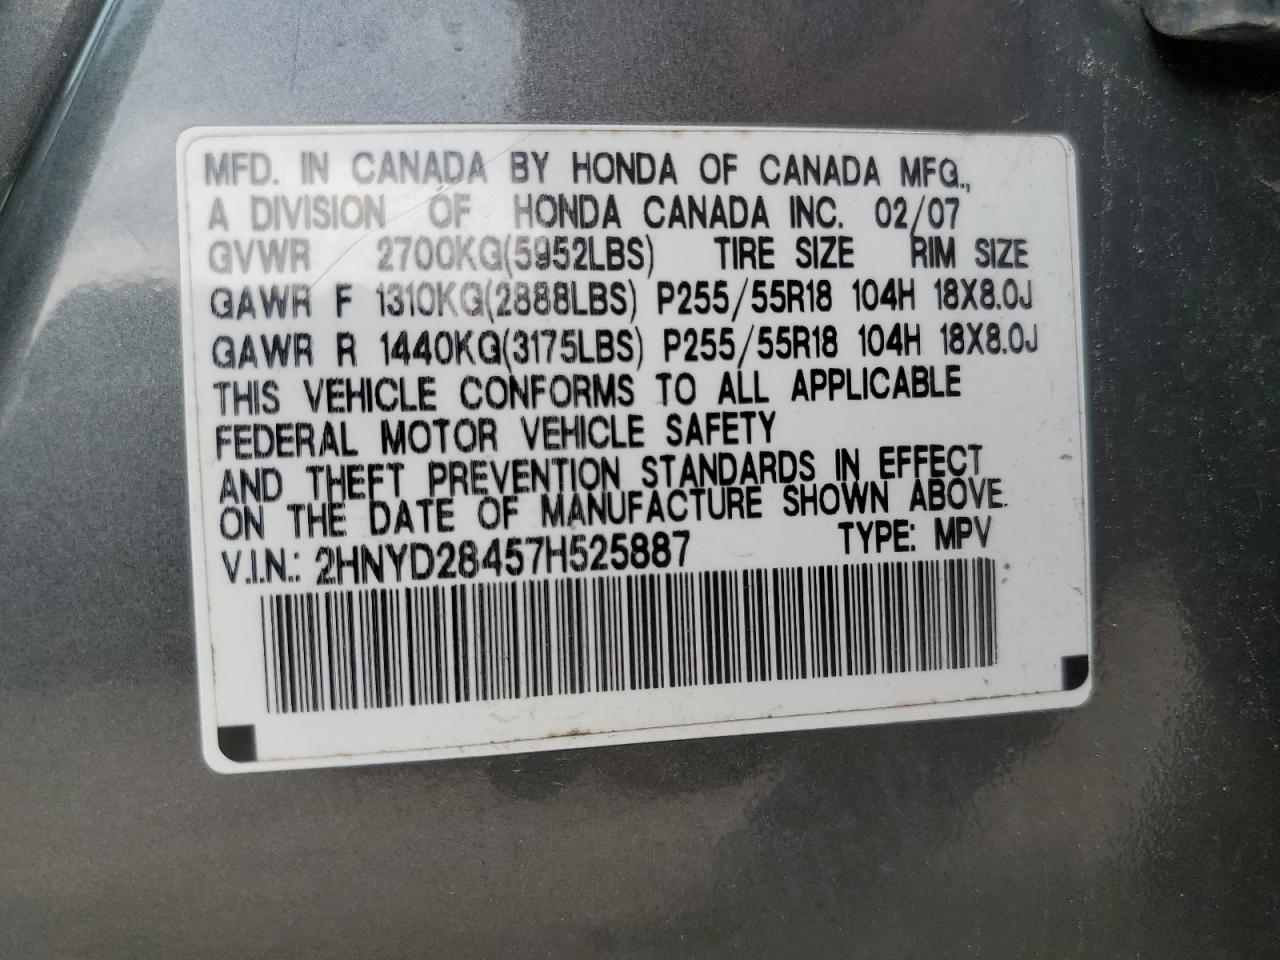 MFD. IN CANADA BY HONDA OF CANADA MFG.,
A DIVISION OF HONDA CANADA INC. 02/07
GVWR 2700KG(5952LBS) TIRE SIZE RIM SIZE
GAWR F 1310KG(2888LBS) P255/55R18 104H 18X8.0J
GAWR R 1440KG(3175LBS) P255/55R18 104H 18X8.0J
THIS VEHICLE CONFORMS TO ALL APPLICABLE
FEDERAL MOTOR VEHICLE SAFETY
AND THEFT PREVENTION STANDARDS IN EFFECT
ON THE DATE OF MANUFACTURE SHOWN ABOVE.
V.I.N.: 2HNYD28457H525887 TYPE: MPV